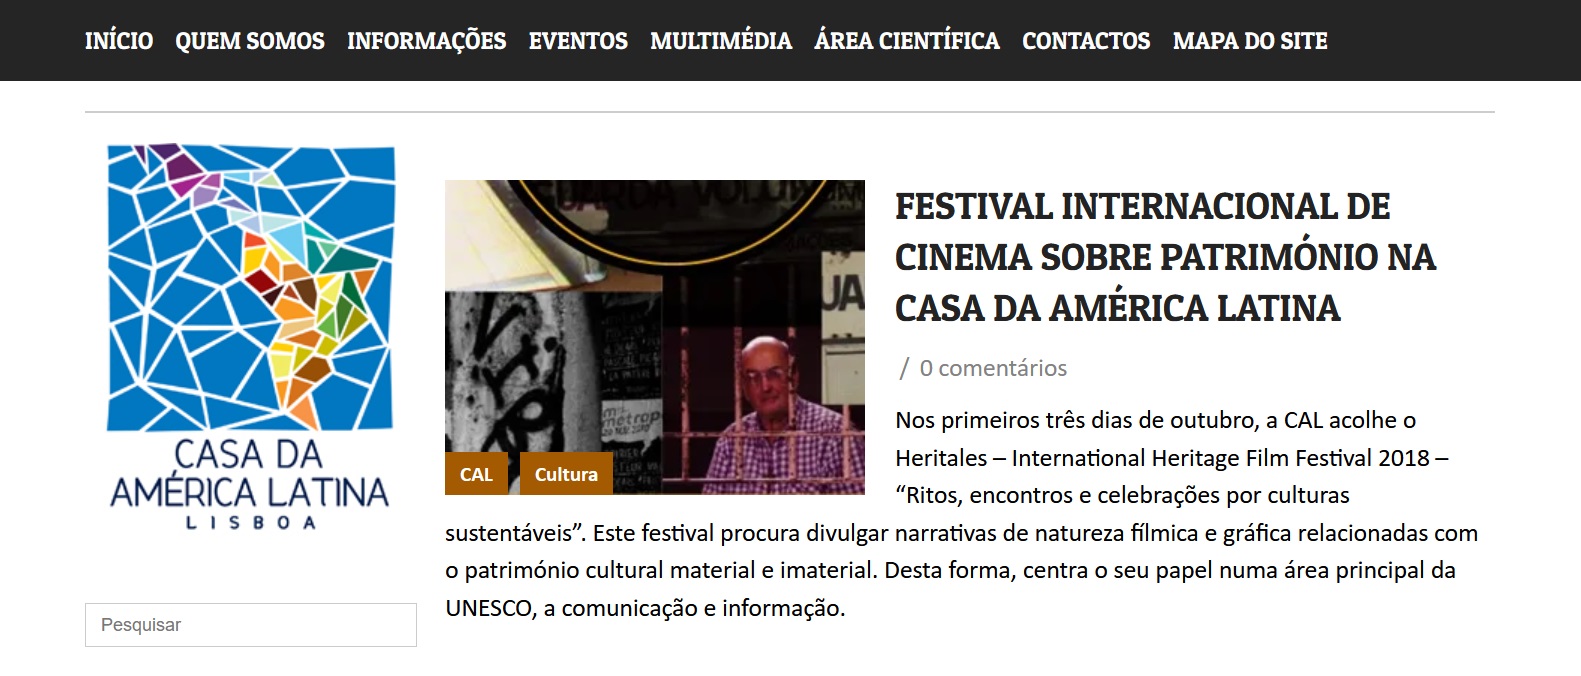 INÍCIO QUEM SOMOS INFORMAÇÕES EVENTOS MULTIMÉDIA ÁREA CIENTÍFICA CONTACTOS MAPA DO SITE
CASA DA
AMÉRICA LATINA
LISBOA
Pesquisar
GUARDA VOLUM
UA
métropo
CAL Cultura
FESTIVAL INTERNACIONAL DE
CINEMA SOBRE PATRIMÓNIO NA
CASA DA AMÉRICA LATINA
/ 0 comentários
Nos primeiros três dias de outubro, a CAL acolhe o
Heritales – International Heritage Film Festival 2018 –
“Ritos, encontros e celebrações por culturas
sustentáveis”. Este festival procura divulgar narrativas de natureza fílmica e gráfica relacionadas com
o património cultural material e imaterial. Desta forma, centra o seu papel numa área principal da
UNESCO, a comunicação e informação.